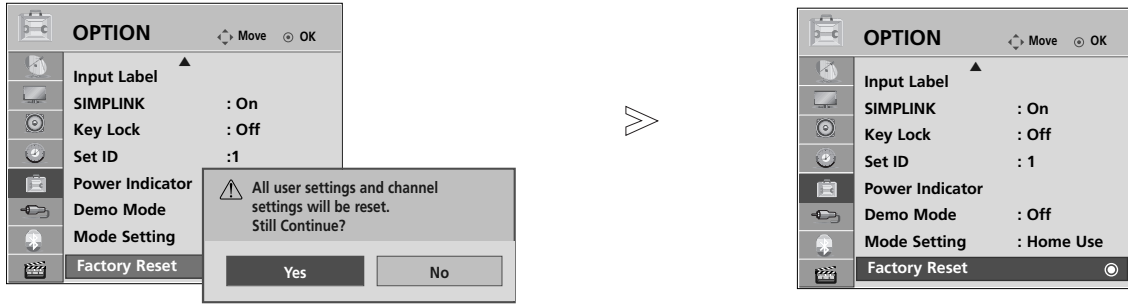 OPTION Move OK
Input Label
SIMPLINK : On
Key Lock : Off
Set ID :1
Power Indicator
Demo Mode
Mode Setting
Factory Reset
All user settings and channel
settings will be reset.
Still Continue?
Yes No
OPTION Move OK
Input Label
SIMPLINK : On
Key Lock : Off
Set ID : 1
Power Indicator
Demo Mode : Off
Mode Setting : Home Use
Factory Reset